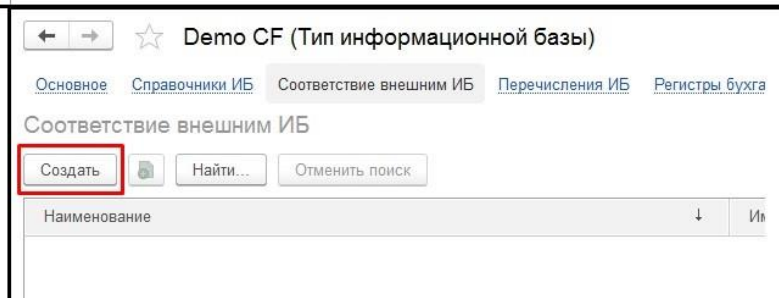 Demo CF (Тип информационной базы)
Основное Справочники ИБ Соответствие внешним ИБ Перечисления ИБ Регистры бухга
Соответствие внешним ИБ
Создать Найти... Отменить поиск
Наименование ↓